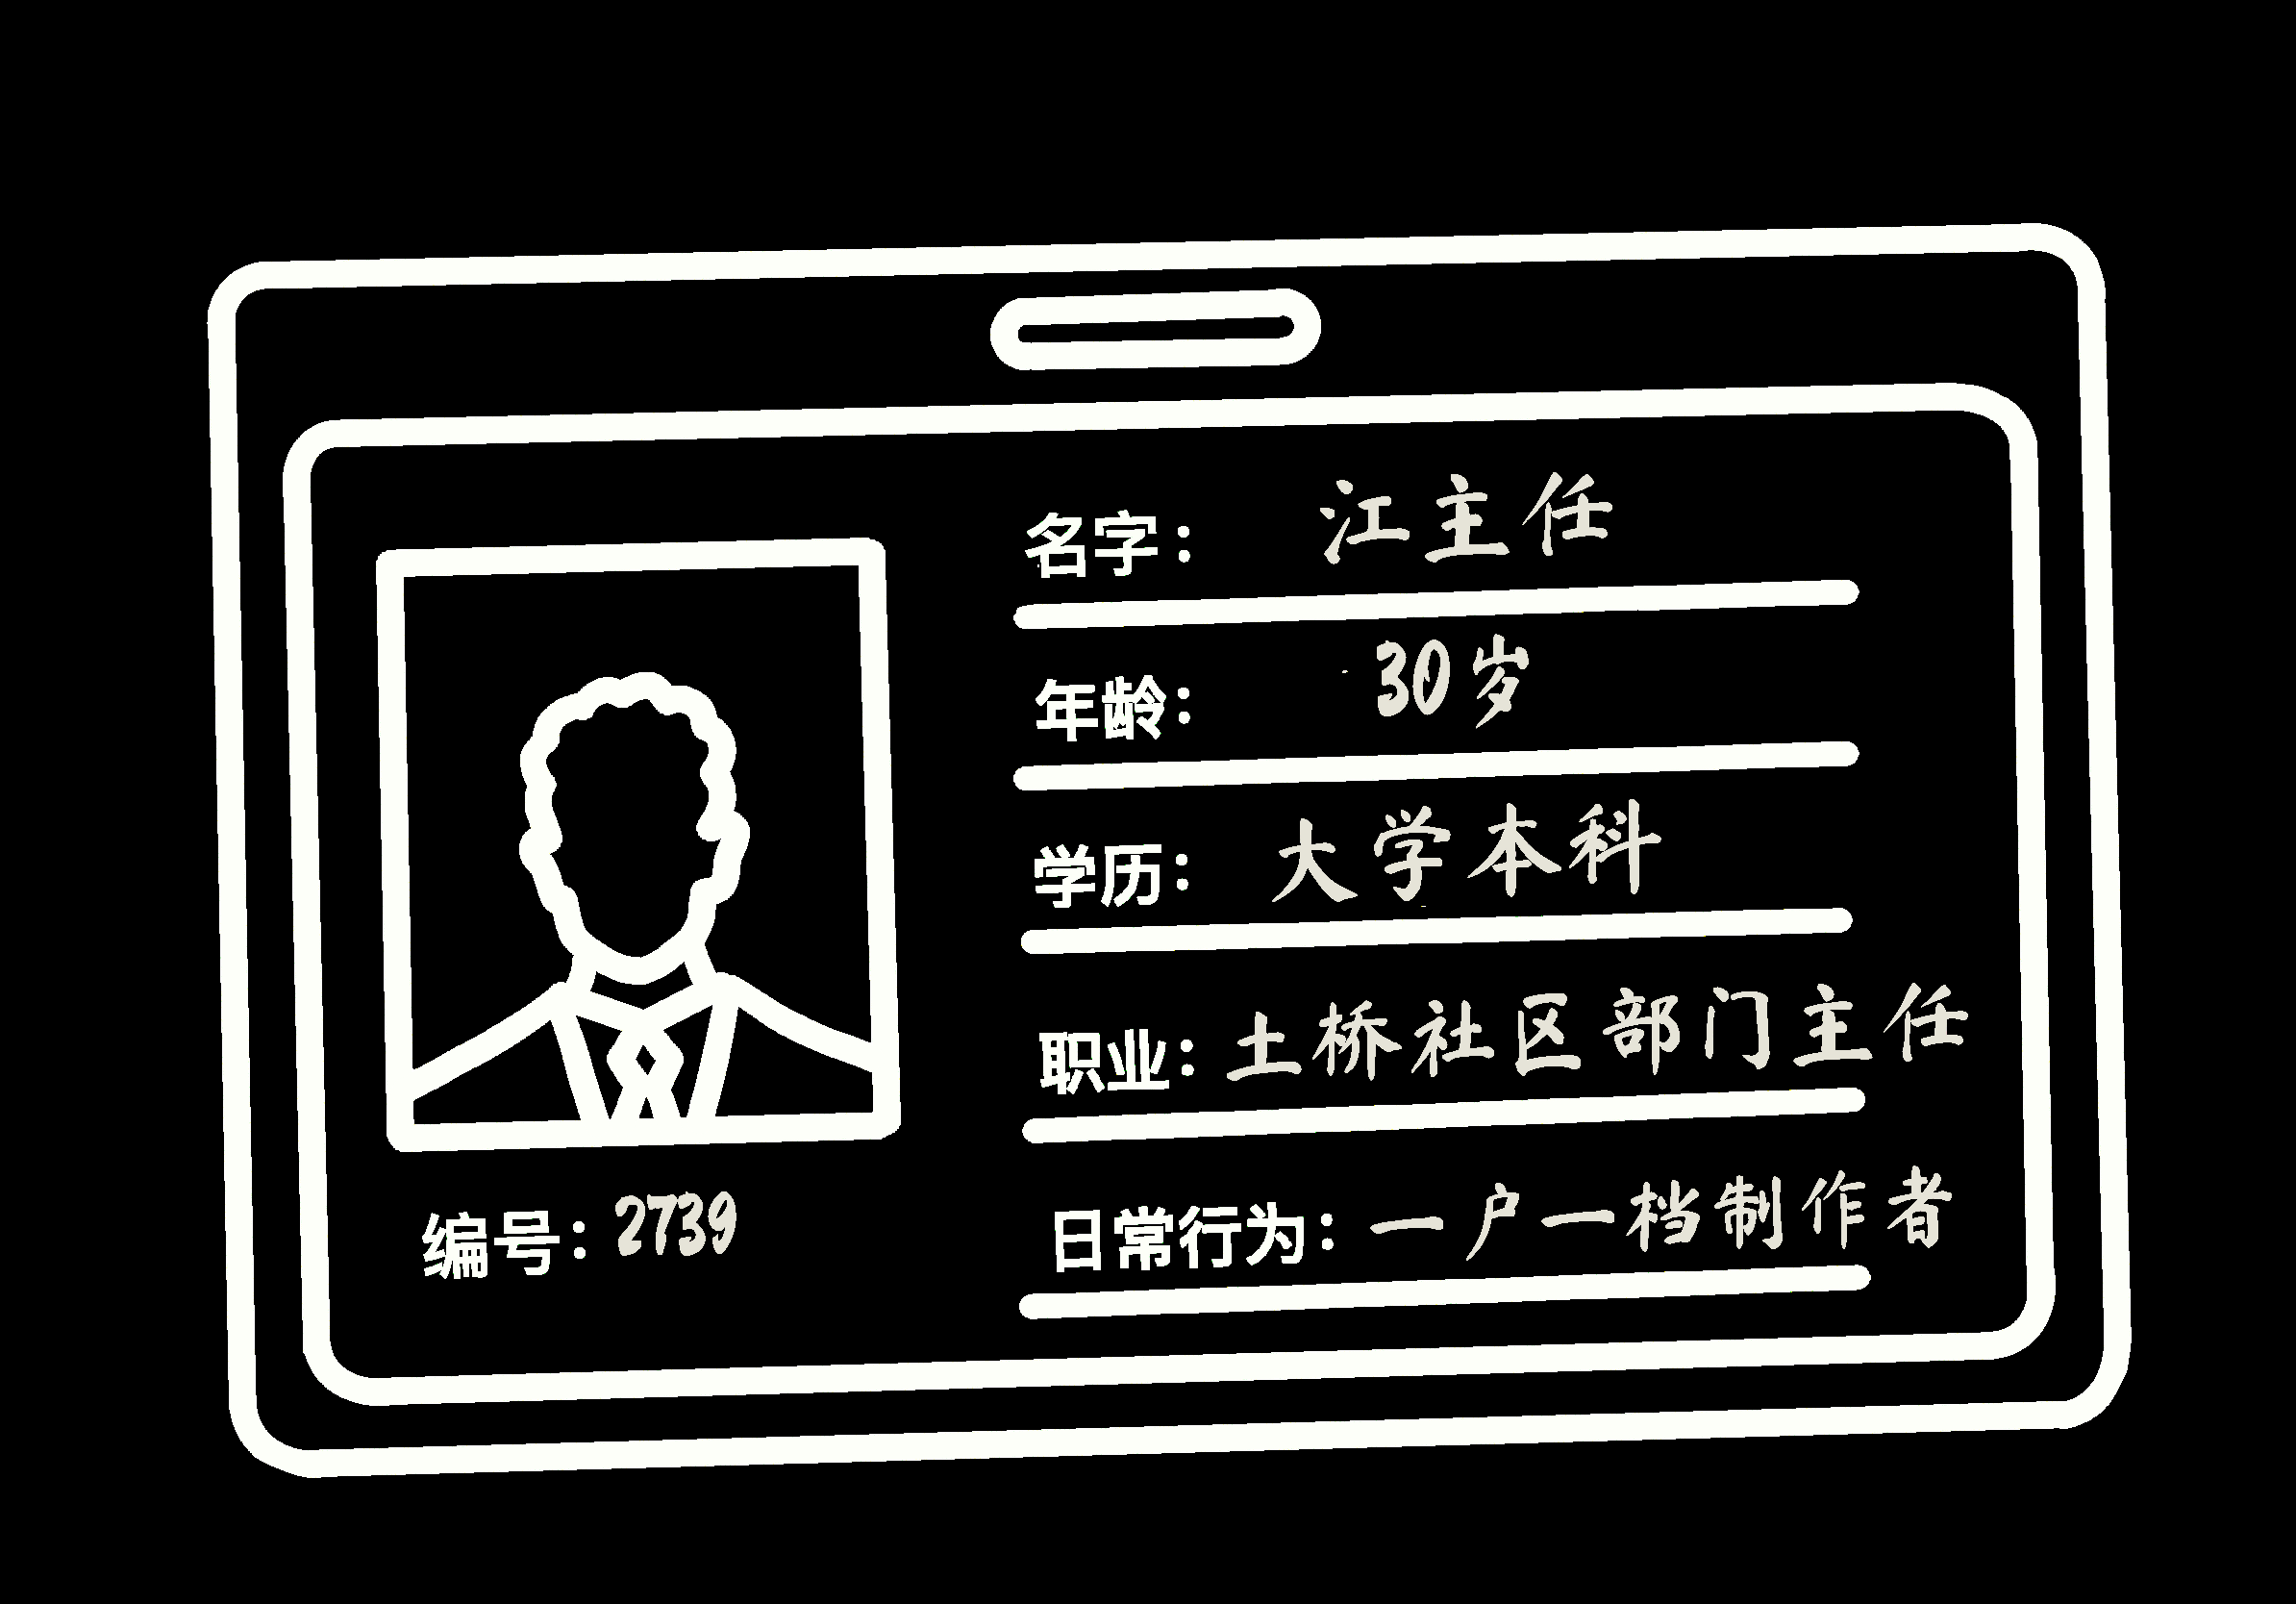 名字： 江主任
年龄： 30岁
学历： 大学本科
职业：土桥社区部门主任
日常行为：一户一档制作者
编号：2739